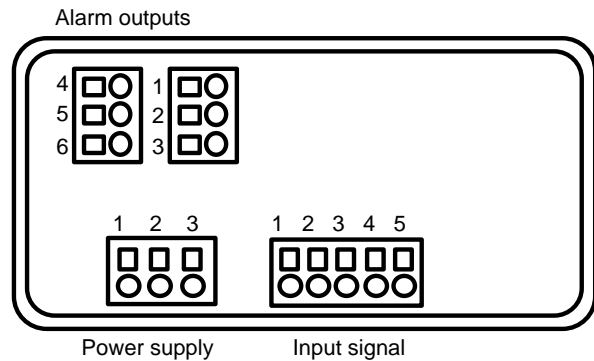 Alarm outputs
4 1
5 2
6 3
1 2 3 1 2 3 4 5
Power supply Input signal